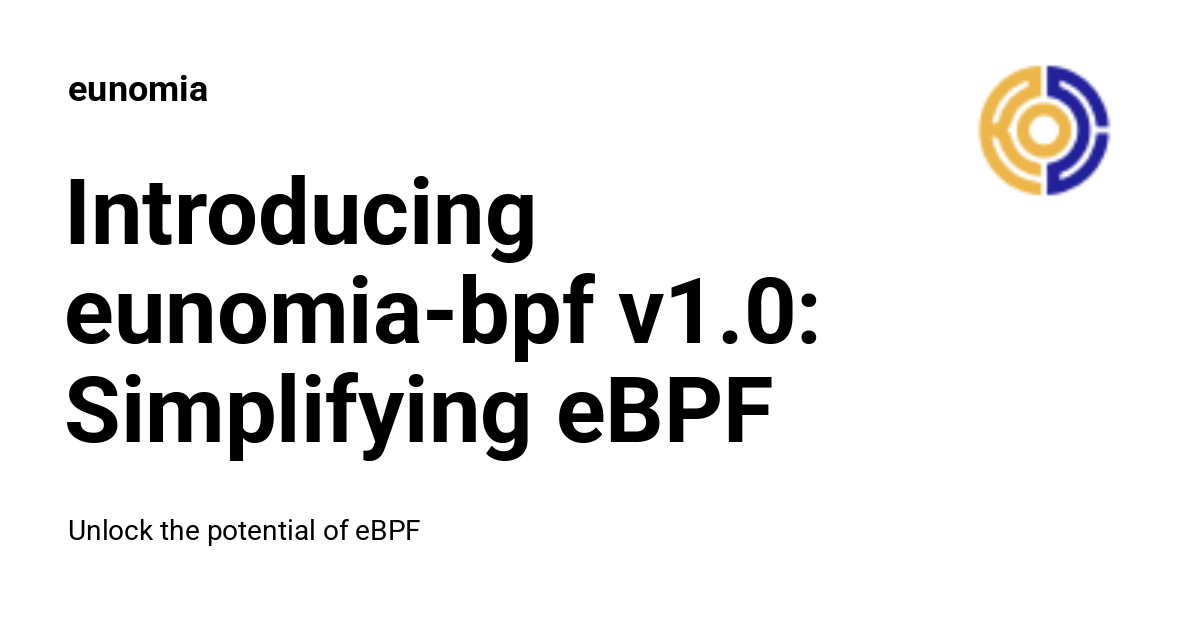 eunomia
Introducing
eunomia-bpf v1.0:
Simplifying eBPF
Unlock the potential of eBPF